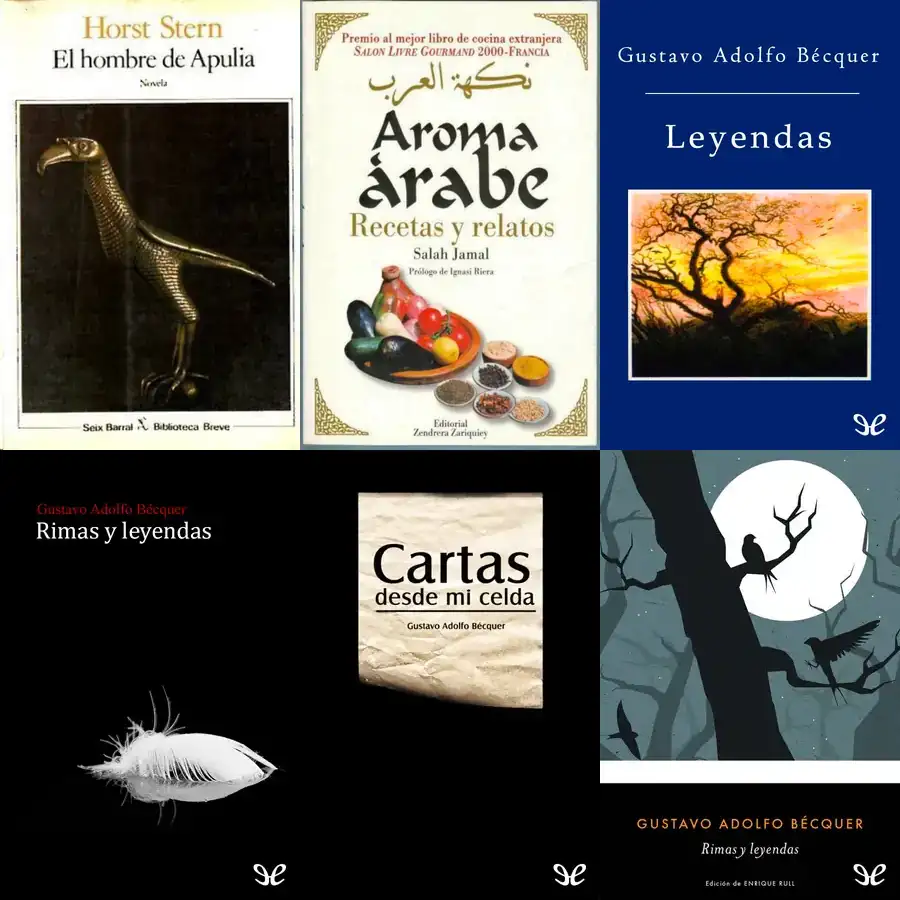 Horst Stern
El hombre de Apulia
Novela
Seix Barral Biblioteca Breve
Premio al mejor libro de cocina extranjera
SALON LIVRE GOURMAND 2000-FRANCIA
نكهة العرب
Aroma
árabe
Recetas y relatos
Salah Jamal
Prólogo de Ignasi Riera
Editorial
Zendrera Zariquiey
Gustavo Adolfo Bécquer
Leyendas
Gustavo Adolfo Bécquer
Rimas y leyendas
Cartas
desde mi celda
Gustavo Adolfo Bécquer
GUSTAVO ADOLFO BÉCQUER
Rimas y leyendas
Edición de ENRIQUE RULL